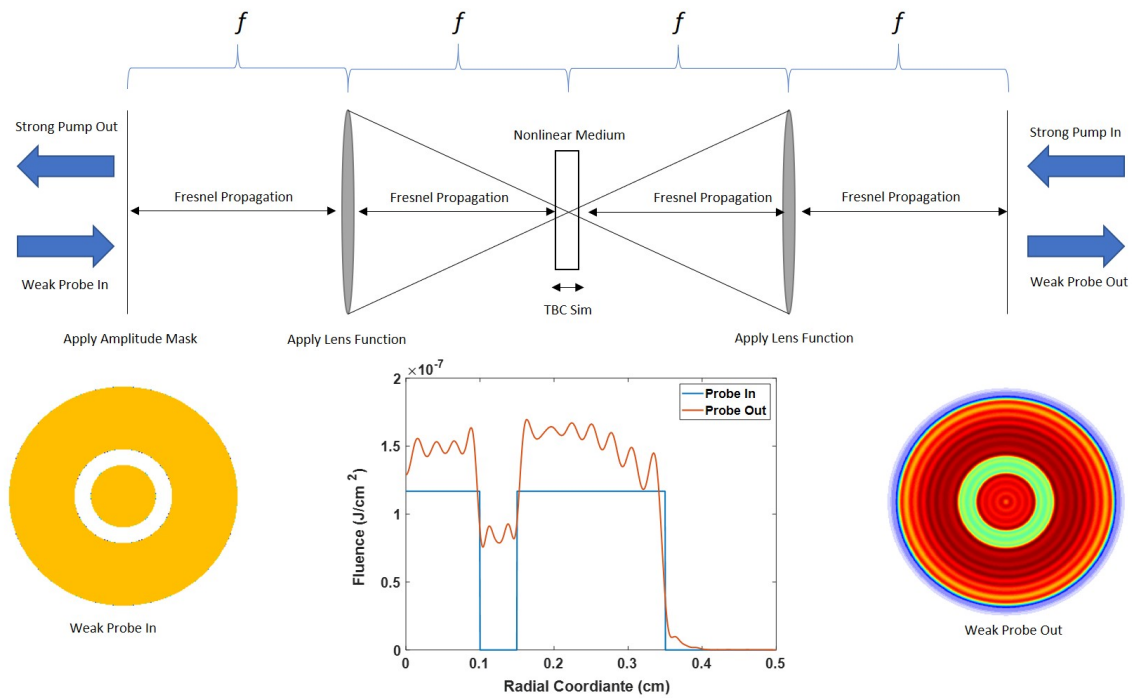 f
f
f
f
Strong Pump Out
Nonlinear Medium
Strong Pump In
Fresnel Propagation
Fresnel Propagation
Fresnel Propagation
Fresnel Propagation
Weak Probe In
TBC Sim
Weak Probe Out
Apply Amplitude Mask
Apply Lens Function
Apply Lens Function
×10⁻⁷
2
Probe In
Probe Out
1.5
1
0.5
0
Fluence (J/cm ²)
0
0.1
0.2
0.3
0.4
0.5
Radial Coordiante (cm)
Weak Probe In
Weak Probe Out